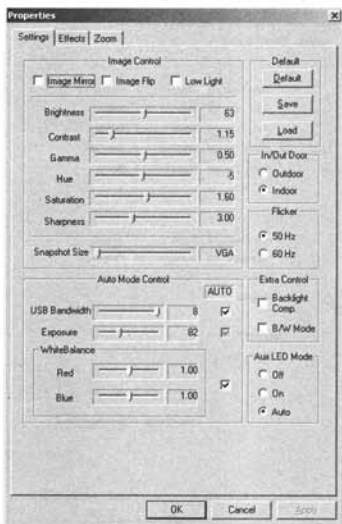 Properties
Settings Effects Zoom
Image Control
Image Mirror Image Flip Low Light
Brightness 63
Contrast 1.15
Gamma 0.50
Hue -5
Saturation 1.60
Sharpness 3.00
Snapshot Size VGA
Default
Default
Save
Load
In/Out Door
Outdoor
Indoor
Flicker
50 Hz
60 Hz
Auto Mode Control
AUTO
USB Bandwidth 8
Exposure 82
WhiteBalance
Red 1.00
Blue 1.00
Extra Control
Backlight
Comp.
B/W Mode
Aux LED Mode
Off
On
Auto
OK Cancel Apply